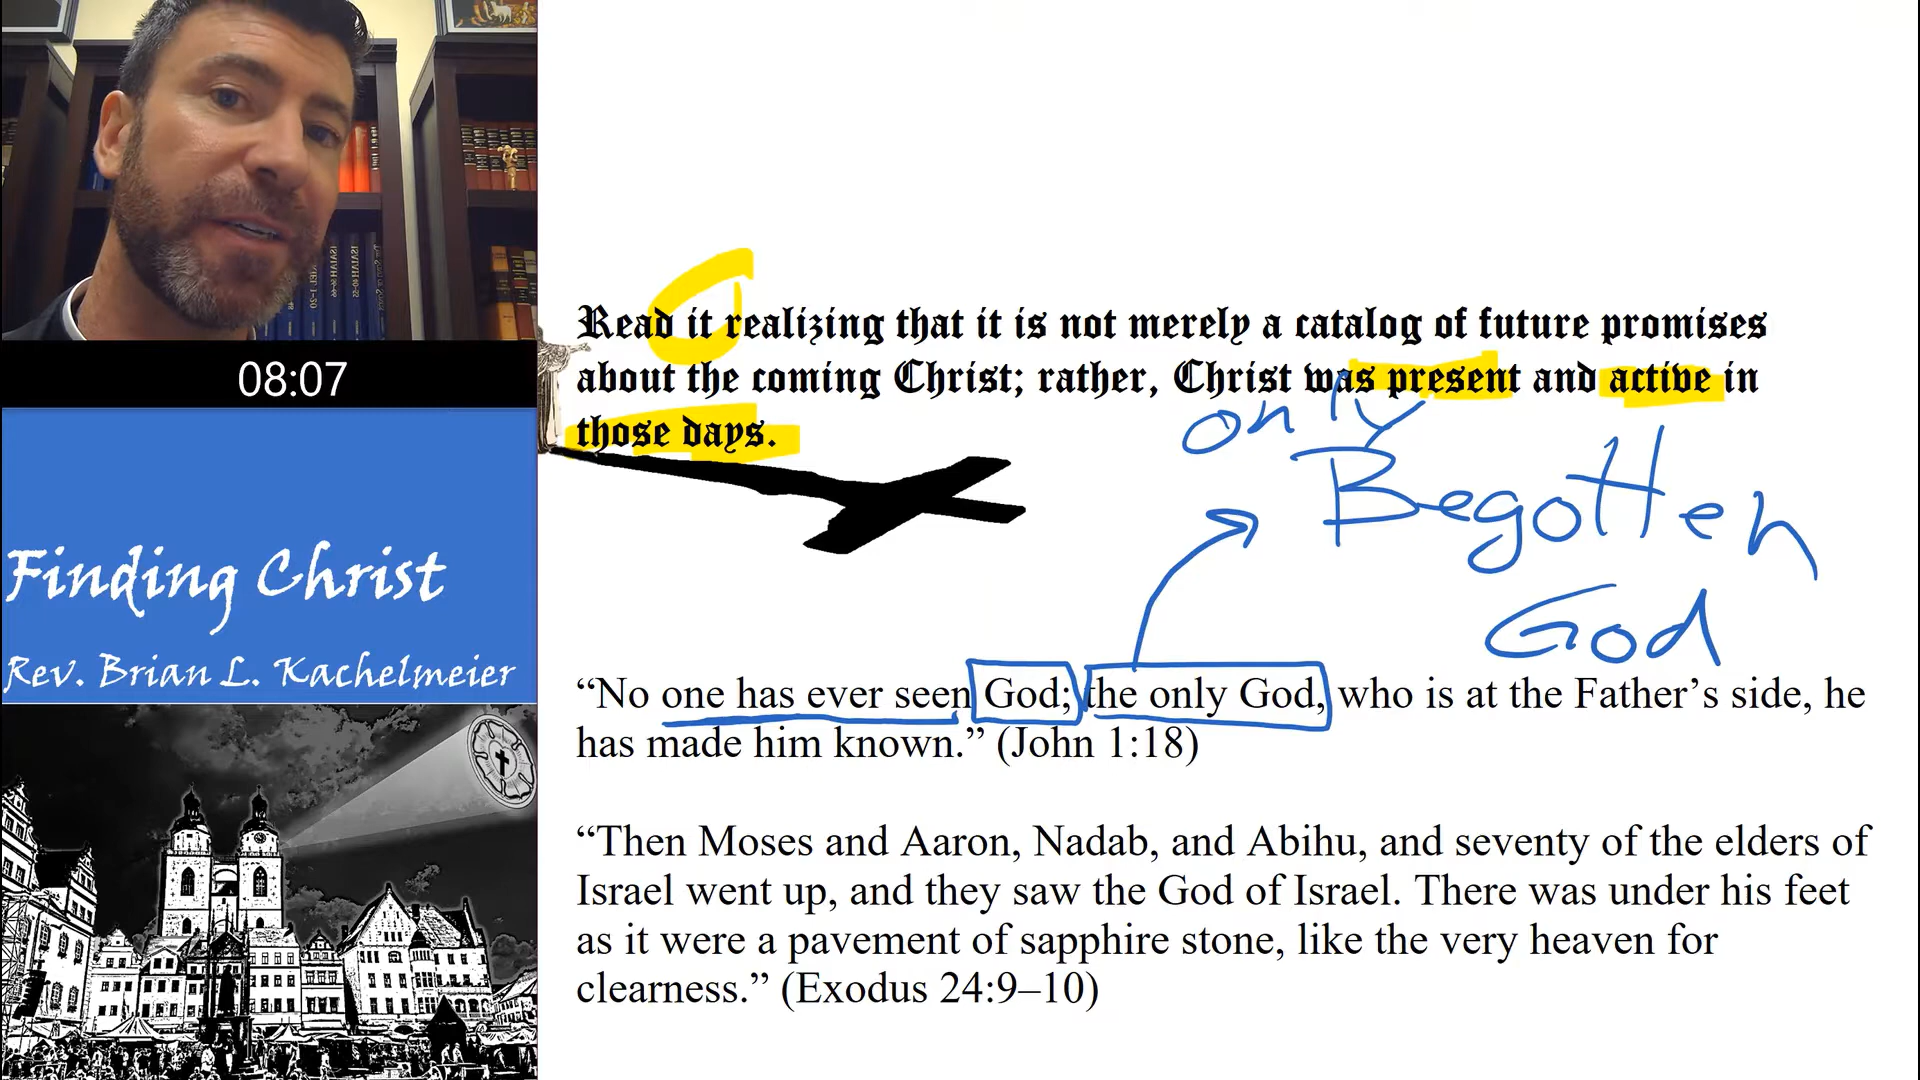 08:07
Finding Christ
Rev. Brian L. Kachelmeier
Read it realizing that it is not merely a catalog of future promises
about the coming Christ; rather, Christ was present and active in
those days.
only
Begotten
God
“No one has ever seen God; the only God, who is at the Father’s side, he
has made him known.” (John 1:18)
“Then Moses and Aaron, Nadab, and Abihu, and seventy of the elders of
Israel went up, and they saw the God of Israel. There was under his feet
as it were a pavement of sapphire stone, like the very heaven for
clearness.” (Exodus 24:9–10)